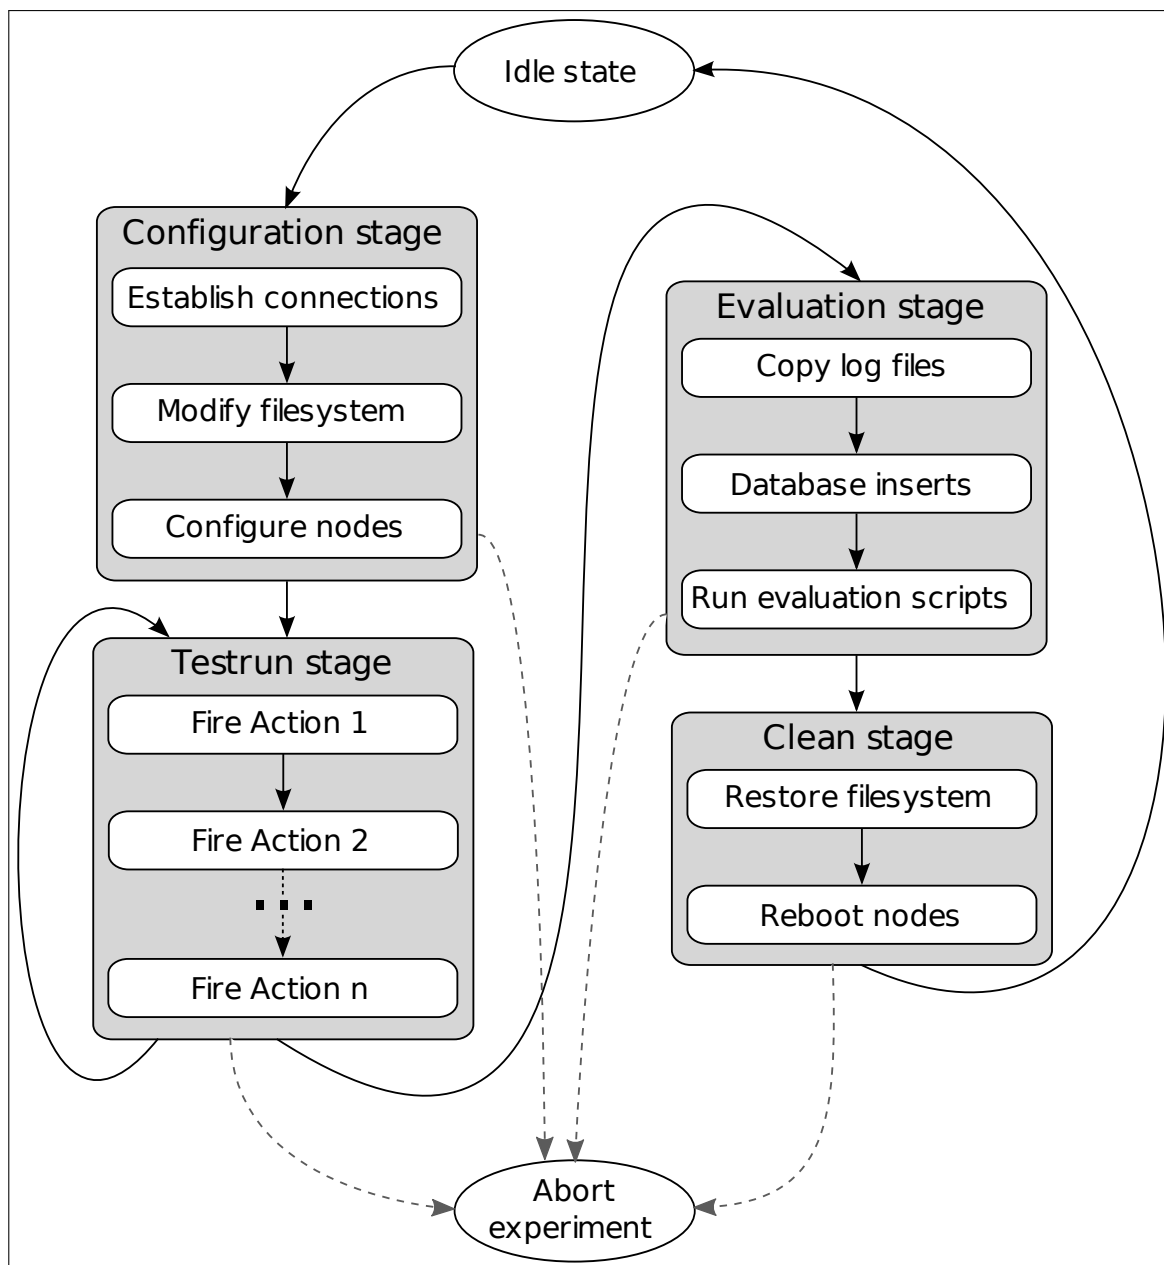 Idle state
Configuration stage
Establish connections
Modify filesystem
Configure nodes
Testrun stage
Fire Action 1
Fire Action 2
...
Fire Action n
Evaluation stage
Copy log files
Database inserts
Run evaluation scripts
Clean stage
Restore filesystem
Reboot nodes
Abort
experiment